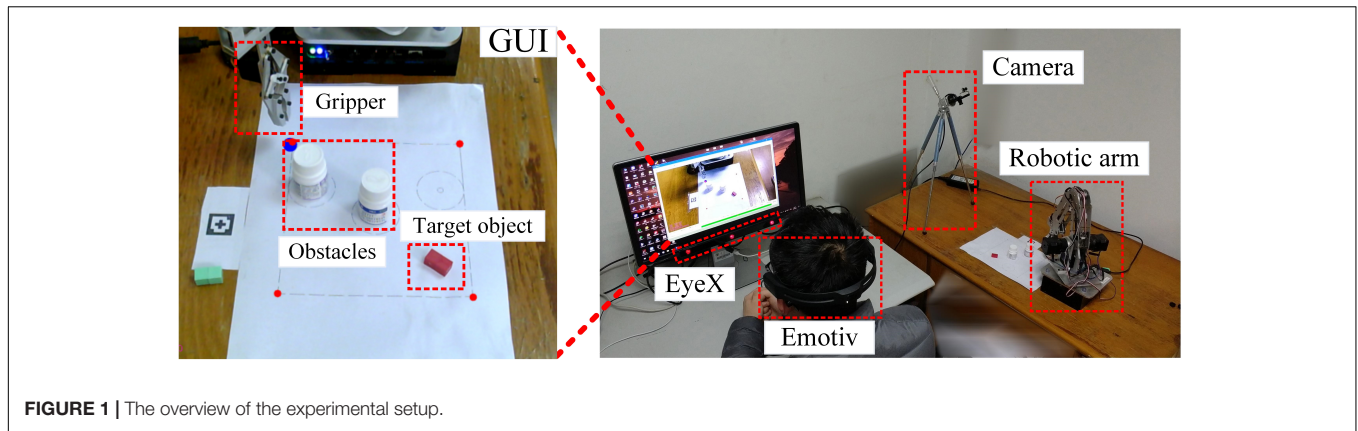 GUI
Gripper
Target object
Obstacles
Camera
Robotic arm
EyeX
Emotiv
FIGURE 1 | The overview of the experimental setup.